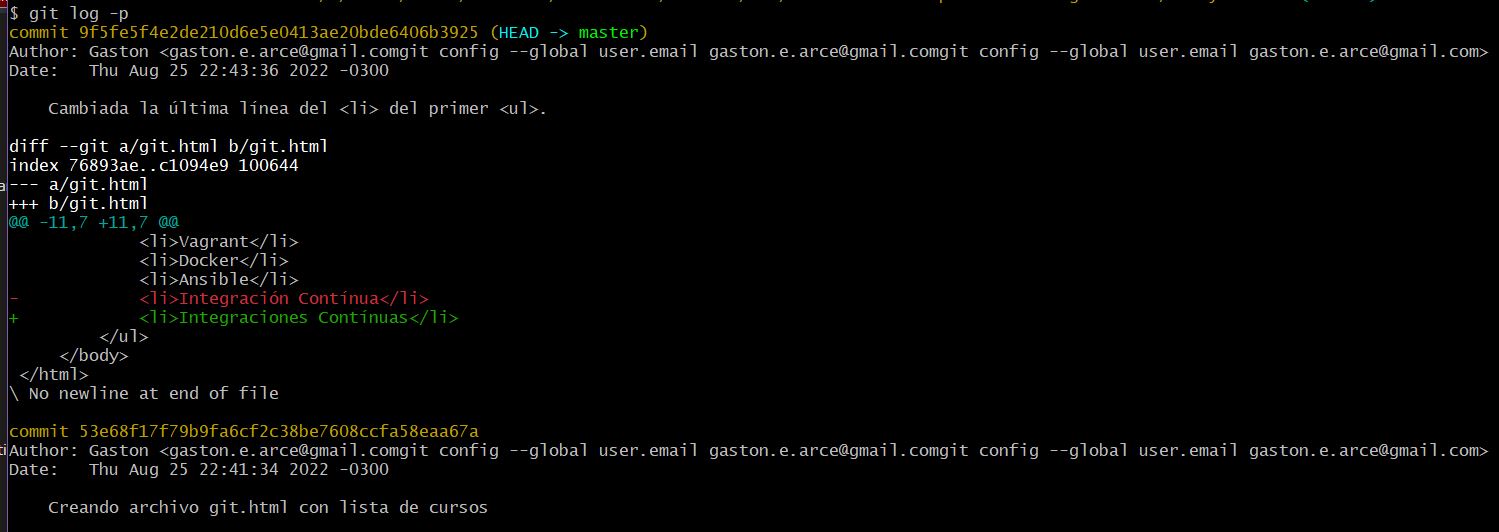 $ git log -p
commit 9f5fe5f4e2de210d6e5e0413ae20bde6406b3925 (HEAD -> master)
Author: Gaston <gaston.e.arce@gmail.comgit config --global user.email gaston.e.arce@gmail.comgit config --global user.email gaston.e.arce@gmail.com>
Date:   Thu Aug 25 22:43:36 2022 -0300

    Cambiada la última línea del <li> del primer <ul>.

diff --git a/git.html b/git.html
index 76893ae..c1094e9 100644
--- a/git.html
+++ b/git.html
@@ -11,7 +11,7 @@
             <li>Vagrant</li>
             <li>Docker</li>
             <li>Ansible</li>
-            <li>Integración Contínua</li>
+            <li>Integraciones Contínuas</li>
         </ul>
     </body>
 </html>
\ No newline at end of file

commit 53e68f17f79b9fa6cf2c38be7608ccfa58eaa67a
Author: Gaston <gaston.e.arce@gmail.comgit config --global user.email gaston.e.arce@gmail.comgit config --global user.email gaston.e.arce@gmail.com>
Date:   Thu Aug 25 22:41:34 2022 -0300

    Creando archivo git.html con lista de cursos